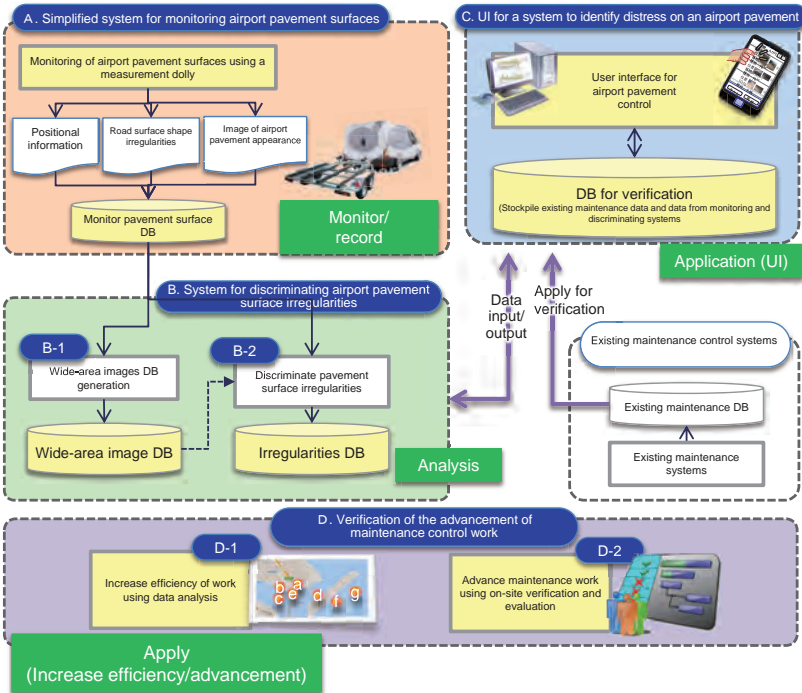 A. Simplified system for monitoring airport pavement surfaces
Monitoring of airport pavement surfaces using a
measurement dolly
Positional
information
Road surface shape
irregularities
Image of airport
pavement appearance
Monitor pavement surface
DB
Monitor/
record
C. UI for a system to identify distress on an airport pavement
User interface for
airport pavement
control
DB for verification
(Stockpile existing maintenance data and data from monitoring and
discriminating systems
Application (UI)
B. System for discriminating airport pavement
surface irregularities
B-1
Wide-area images DB
generation
Wide-area image DB
B-2
Discriminate pavement
surface irregularities
Irregularities DB
Analysis
Data
input/
output
Apply for
verification
Existing maintenance control systems
Existing maintenance DB
Existing maintenance
systems
D. Verification of the advancement of
maintenance control work
D-1
Increase efficiency of work
using data analysis
a
b
c
e
d
f
g
D-2
Advance maintenance work
using on-site verification and
evaluation
Apply
(Increase efficiency/advancement)